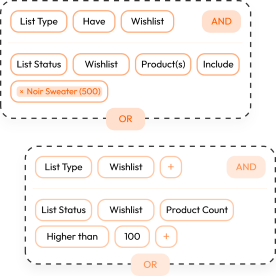 List Type Have Wishlist AND
List Status Wishlist Product(s) Include
× Noir Sweater (500)
OR
List Type Wishlist + AND
List Status Wishlist Product Count
Higher than 100 +
OR